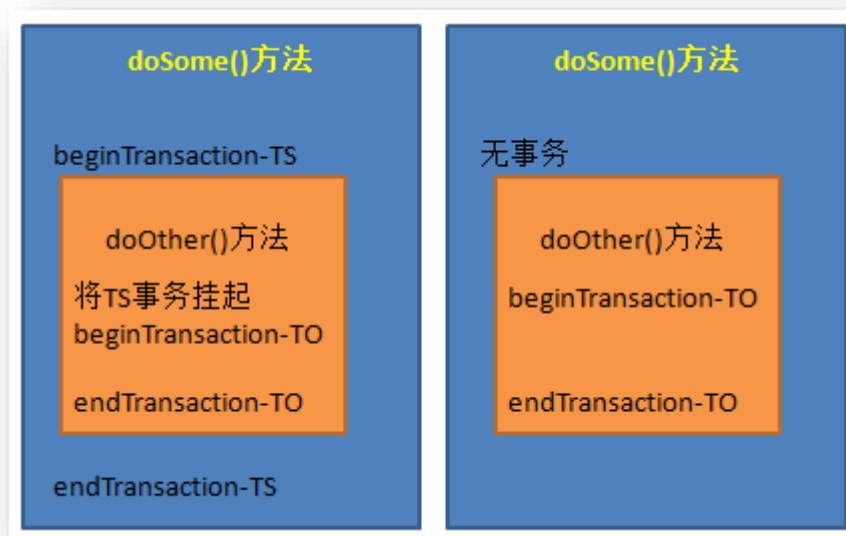 doSome()方法
beginTransaction-TS
doOther()方法
将TS事务挂起
beginTransaction-TO
endTransaction-TO
endTransaction-TS
doSome()方法
无事务
doOther()方法
beginTransaction-TO
endTransaction-TO